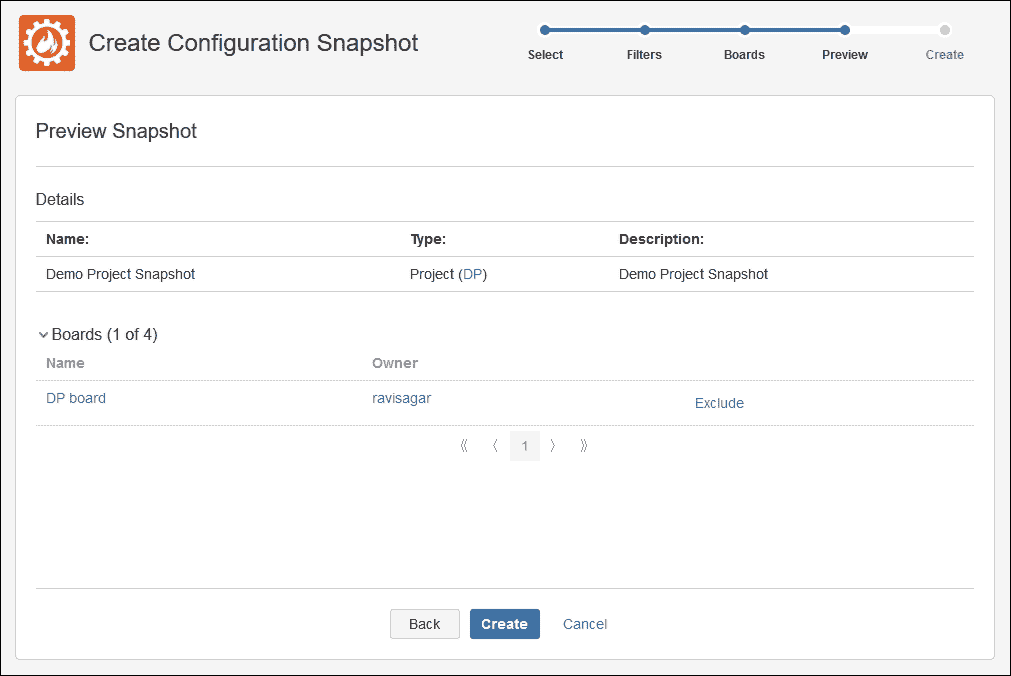 Create Configuration Snapshot
Select Filters Boards Preview Create
Preview Snapshot
Details
Name: Type: Description:
Demo Project Snapshot Project (DP) Demo Project Snapshot
Boards (1 of 4)
Name Owner
DP board ravisagar Exclude
《 〈 1 〉 》
Back Create Cancel